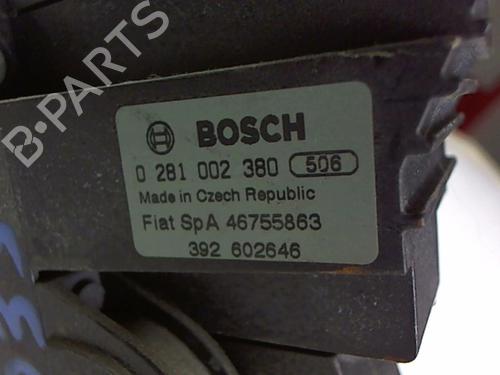 B-PARTS
BOSCH
0 281 002 380 506
Made in Czech Republic
Fiat SpA 46755863
392 602646